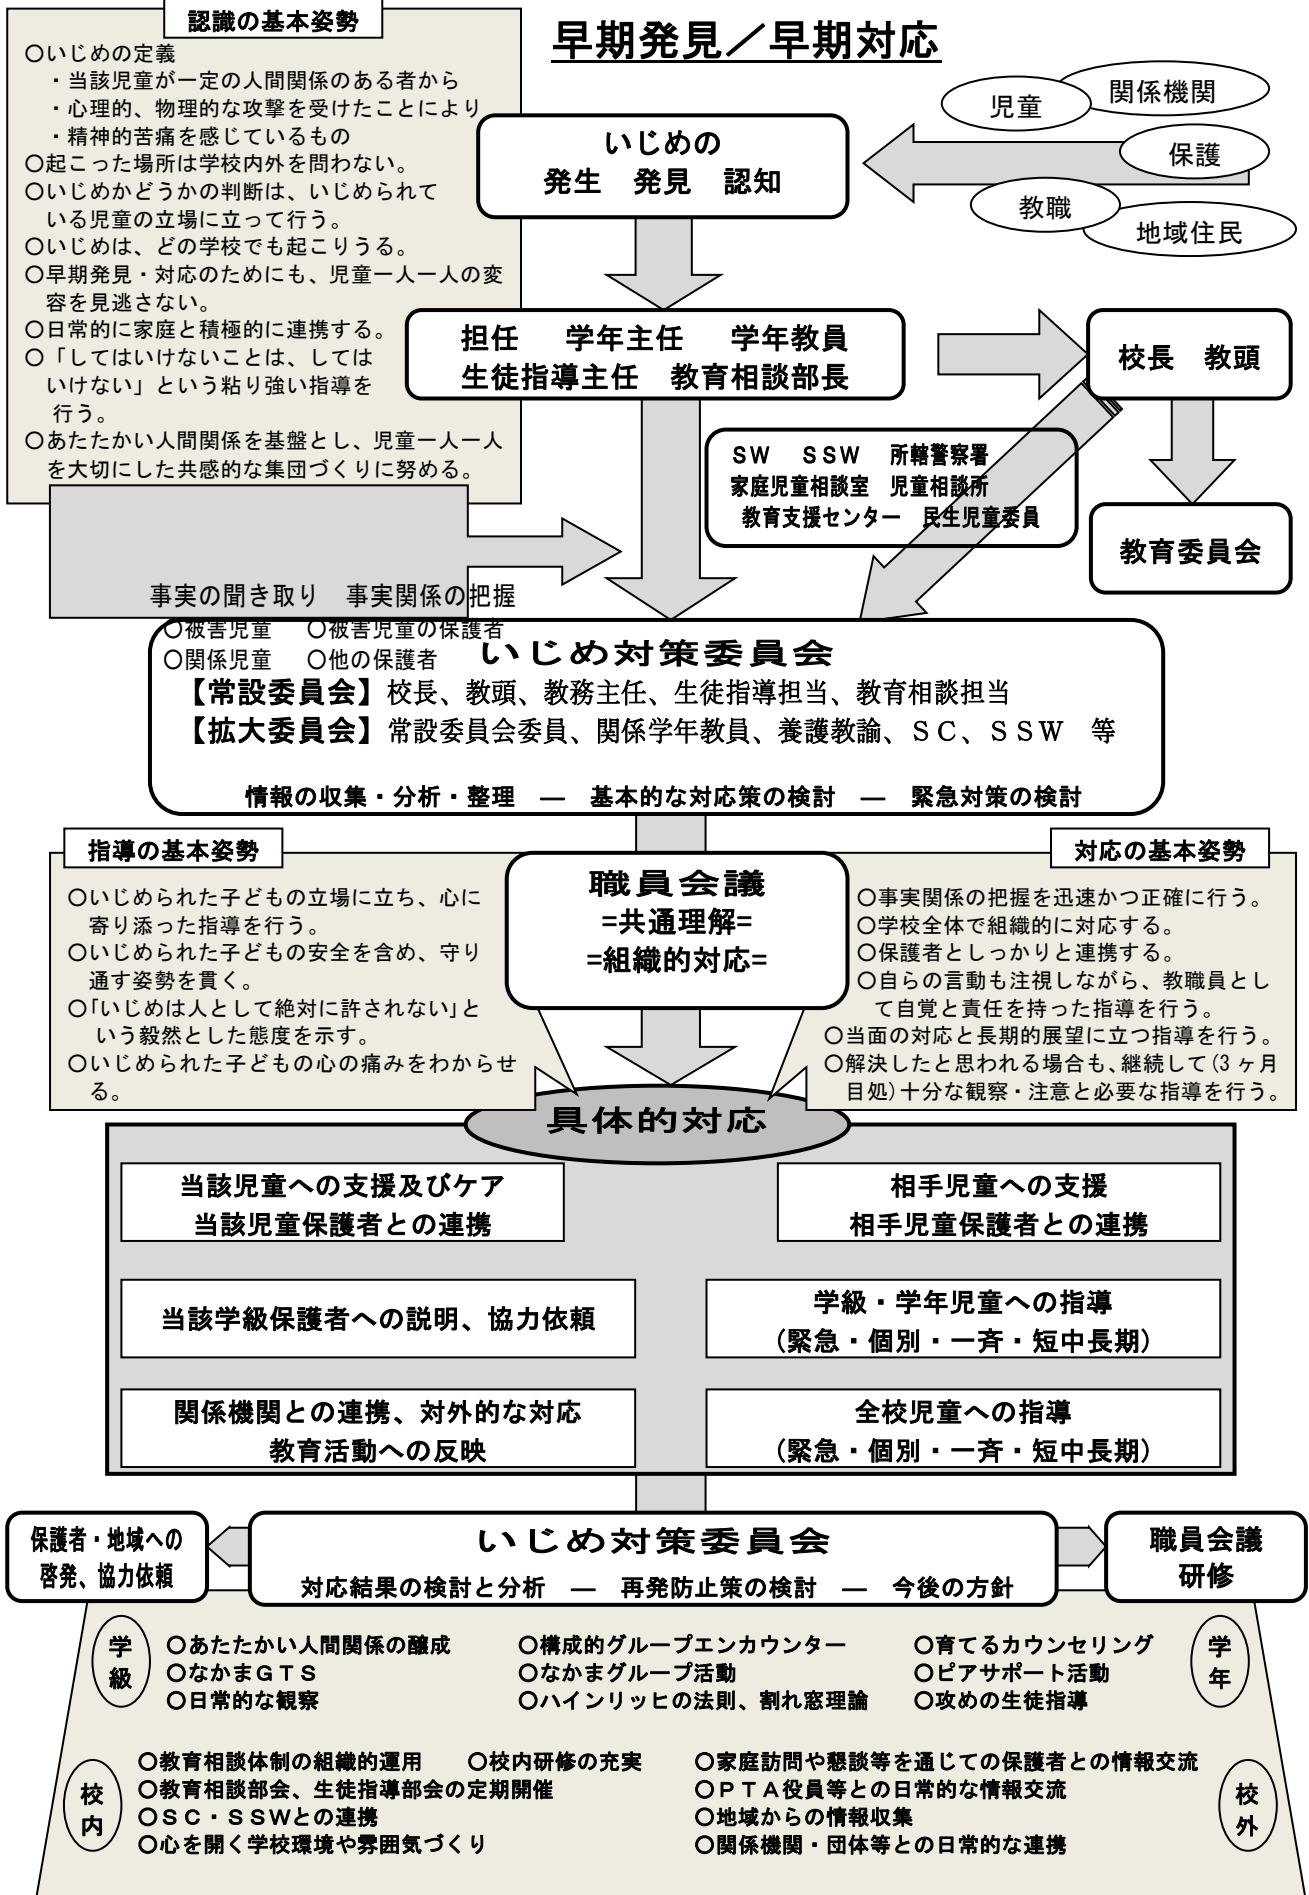 認識の基本姿勢
〇いじめの定義
・当該児童が一定の人間関係のある者から
・心理的、物理的な攻撃を受けたことにより
・精神的苦痛を感じているもの
〇起こった場所は学校内外を問わない。
〇いじめかどうかの判断は、いじめられて
いる児童の立場に立って行う。
〇いじめは、どの学校でも起こりうる。
〇早期発見・対応のためにも、児童一人一人の変
容を見逃さない。
〇日常的に家庭と積極的に連携する。
〇「してはいけないことは、しては
いけない」という粘り強い指導を
行う。
〇あたたかい人間関係を基盤とし、児童一人一人
を大切にした共感的な集団づくりに努める。
早期発見／早期対応
児童
関係機関
保護
教職
地域住民
いじめの
発生　発見　認知
担任　学年主任　学年教員
生徒指導主任　教育相談部長
校長　教頭
ＳＷ　ＳＳＷ　所轄警察署
家庭児童相談室　児童相談所
教育支援センター　民生児童委員
教育委員会
事実の聞き取り　事実関係の把握
〇被害児童　〇被害児童の保護者
〇関係児童　〇他の保護者
いじめ対策委員会
【常設委員会】校長、教頭、教務主任、生徒指導担当、教育相談担当
【拡大委員会】常設委員会委員、関係学年教員、養護教諭、ＳＣ、ＳＳＷ　等
情報の収集・分析・整理　―　基本的な対応策の検討　―　緊急対策の検討
指導の基本姿勢
〇いじめられた子どもの立場に立ち、心に
寄り添った指導を行う。
〇いじめられた子どもの安全を含め、守り
通す姿勢を貫く。
〇｢いじめは人として絶対に許されない｣と
いう毅然とした態度を示す。
〇いじめられた子どもの心の痛みをわからせ
る。
職員会議
=共通理解=
=組織的対応=
対応の基本姿勢
〇事実関係の把握を迅速かつ正確に行う。
〇学校全体で組織的に対応する。
〇保護者としっかりと連携する。
〇自らの言動も注視しながら、教職員とし
て自覚と責任を持った指導を行う。
〇当面の対応と長期的展望に立つ指導を行う。
〇解決したと思われる場合も､継続して(3 ヶ月
目処)十分な観察・注意と必要な指導を行う。
具体的対応
当該児童への支援及びケア
当該児童保護者との連携
相手児童への支援
相手児童保護者との連携
当該学級保護者への説明、協力依頼
学級・学年児童への指導
（緊急・個別・一斉・短中長期）
関係機関との連携、対外的な対応
教育活動への反映
全校児童への指導
（緊急・個別・一斉・短中長期）
保護者・地域への
啓発、協力依頼
いじめ対策委員会
対応結果の検討と分析　―　再発防止策の検討　―　今後の方針
職員会議
研修
学級
〇あたたかい人間関係の醸成　〇構成的グループエンカウンター　〇育てるカウンセリング
〇なかまＧＴＳ　〇なかまグループ活動　〇ピアサポート活動
〇日常的な観察　〇ハインリッヒの法則、割れ窓理論　〇攻めの生徒指導
学年
校内
〇教育相談体制の組織的運用　〇校内研修の充実
〇教育相談部会、生徒指導部会の定期開催
〇ＳＣ・ＳＳＷとの連携
〇心を開く学校環境や雰囲気づくり
〇家庭訪問や懇談等を通じての保護者との情報交流
〇ＰＴＡ役員等との日常的な情報交流
〇地域からの情報収集
〇関係機関・団体等との日常的な連携
校外